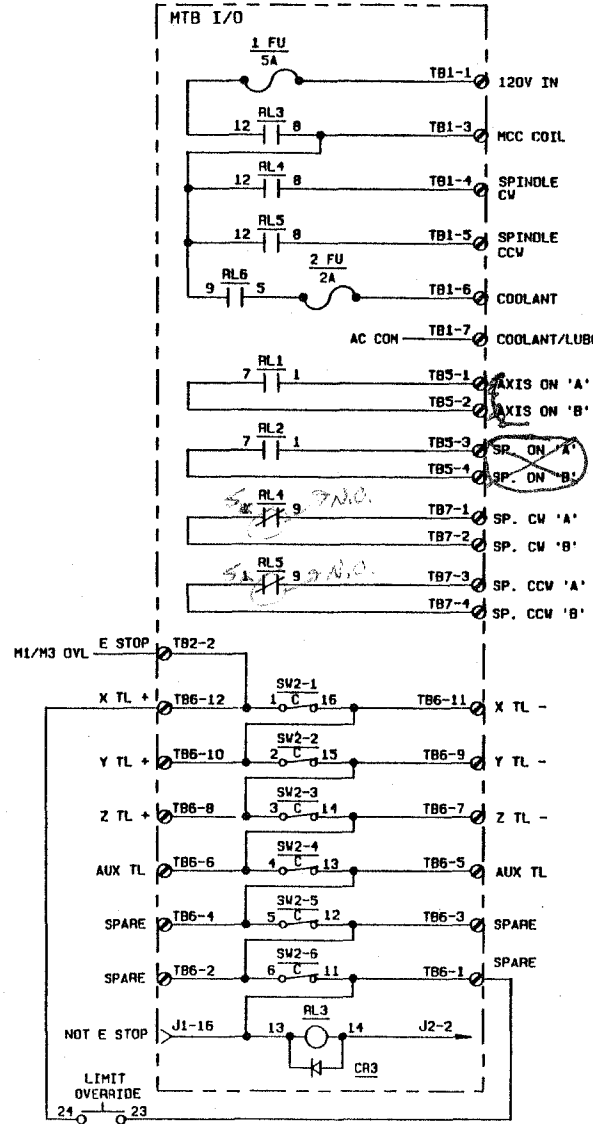 MTB I/O
1 FU
5A
TB1-1 120V IN
RL3
12 8 TB1-3 MCC COIL
RL4
12 8 TB1-4 SPINDLE CW
RL5
12 8 TB1-5 SPINDLE CCW
RL6 2 FU
9 5 2A TB1-6 COOLANT
AC COM TB1-7 COOLANT/LUBE
RL1
7 1 TB5-1 AXIS ON 'A'
TB5-2 AXIS ON 'B'
RL2
7 1 TB5-3 SP. ON 'A'
TB5-4 SP. ON 'B'
RL4 N.O.
9 TB7-1 SP. CW 'A'
TB7-2 SP. CW 'B'
RL5 N.O.
9 TB7-3 SP. CCW 'A'
TB7-4 SP. CCW 'B'
M1/M3 OVL E STOP TB2-2
SW2-1
X TL + TB6-12 1 C 16 TB6-11 X TL -
SW2-2
Y TL + TB6-10 2 C 15 TB6-9 Y TL -
SW2-3
Z TL + TB6-8 3 C 14 TB6-7 Z TL -
SW2-4
AUX TL TB6-6 4 C 13 TB6-5 AUX TL
SW2-5
SPARE TB6-4 5 C 12 TB6-3 SPARE
SW2-6
SPARE TB6-2 6 C 11 TB6-1 SPARE
RL3
NOT E STOP J1-16 13 14 J2-2
CR3
LIMIT
OVERRIDE
24 23